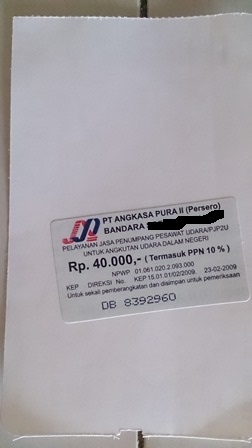 PT ANGKASA PURA II (Persero)
BANDARA
PELAYANAN JASA PENUMPANG PESAWAT UDARA/PJP2U
UNTUK ANGKUTAN UDARA DALAM NEGERI
Rp. 40.000,- ( Termasuk PPN 10 % )
NPWP 01.061.020.2.093.000
KEP DIREKSI No. KEP.15.01.01/02/2009, 23-02-2009
Untuk sekali pemberangkatan dan disimpan untuk pemeriksaan
DB 8392960